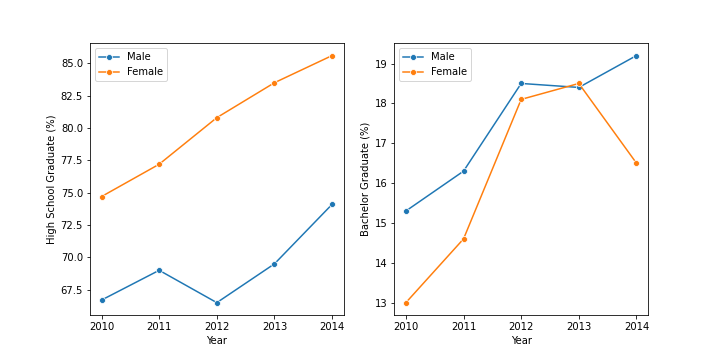 Male
Female
High School Graduate (%)
85.0
82.5
80.0
77.5
75.0
72.5
70.0
67.5
2010 2011 2012 2013 2014
Year
Male
Female
Bachelor Graduate (%)
19
18
17
16
15
14
13
2010 2011 2012 2013 2014
Year